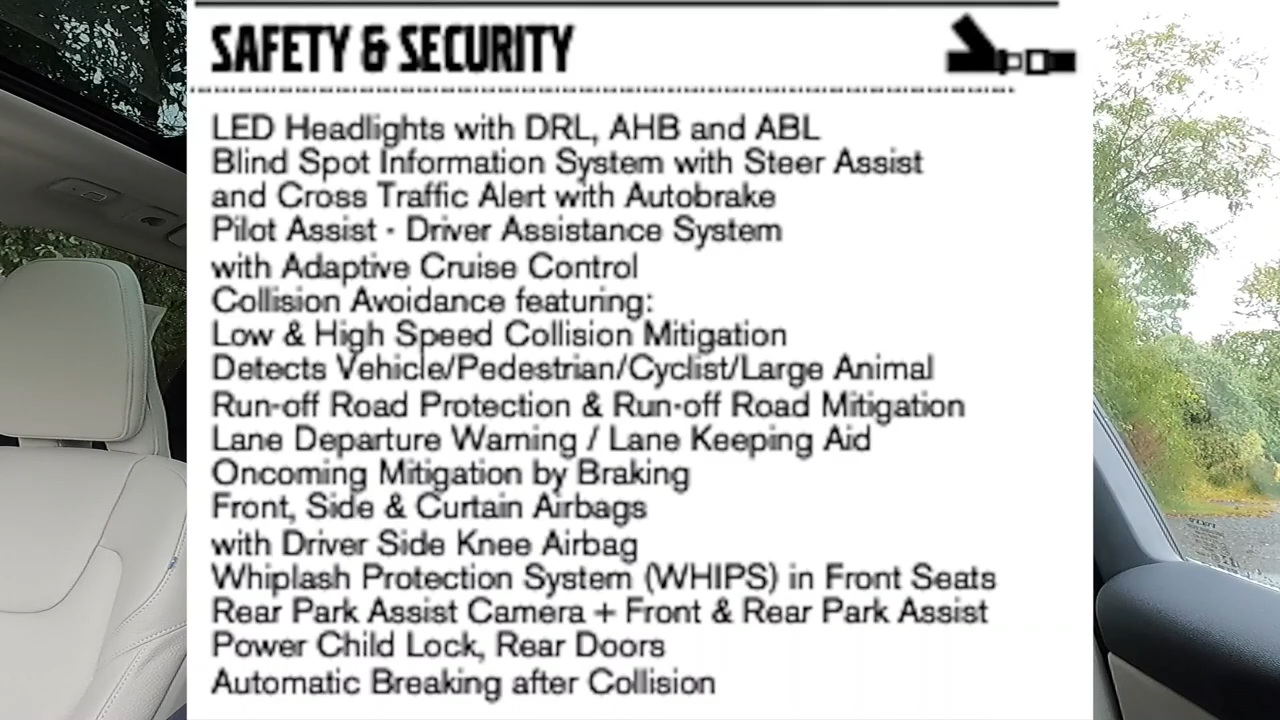 SAFETY & SECURITY
LED Headlights with DRL, AHB and ABL
Blind Spot Information System with Steer Assist
and Cross Traffic Alert with Autobrake
Pilot Assist - Driver Assistance System
with Adaptive Cruise Control
Collision Avoidance featuring:
Low & High Speed Collision Mitigation
Detects Vehicle/Pedestrian/Cyclist/Large Animal
Run-off Road Protection & Run-off Road Mitigation
Lane Departure Warning / Lane Keeping Aid
Oncoming Mitigation by Braking
Front, Side & Curtain Airbags
with Driver Side Knee Airbag
Whiplash Protection System (WHIPS) in Front Seats
Rear Park Assist Camera + Front & Rear Park Assist
Power Child Lock, Rear Doors
Automatic Breaking after Collision